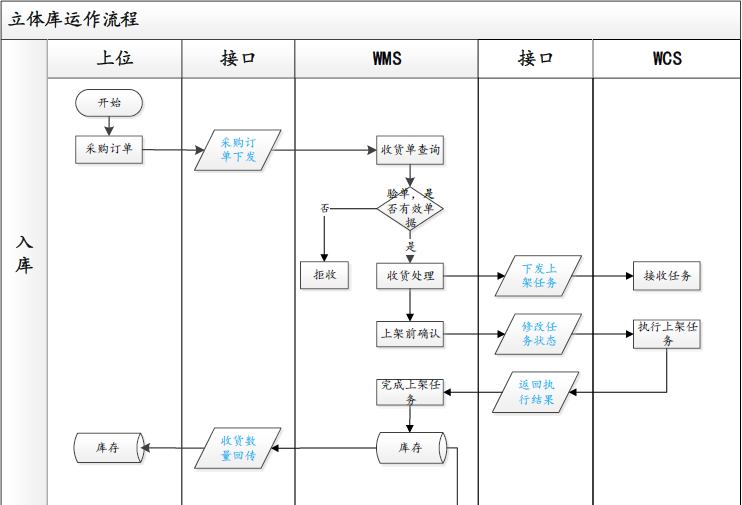 立体库运作流程
上位
接口
WMS
接口
WCS
入
库
开始
采购订单
采购订
单下发
收货单查询
验单，是
否有效单
据
否
是
拒收
收货处理
下发上
架任务
接收任务
上架前确认
修改任
务状态
执行上架任
务
完成上架任
务
返回执
行结果
库存
收货数
量回传
库存